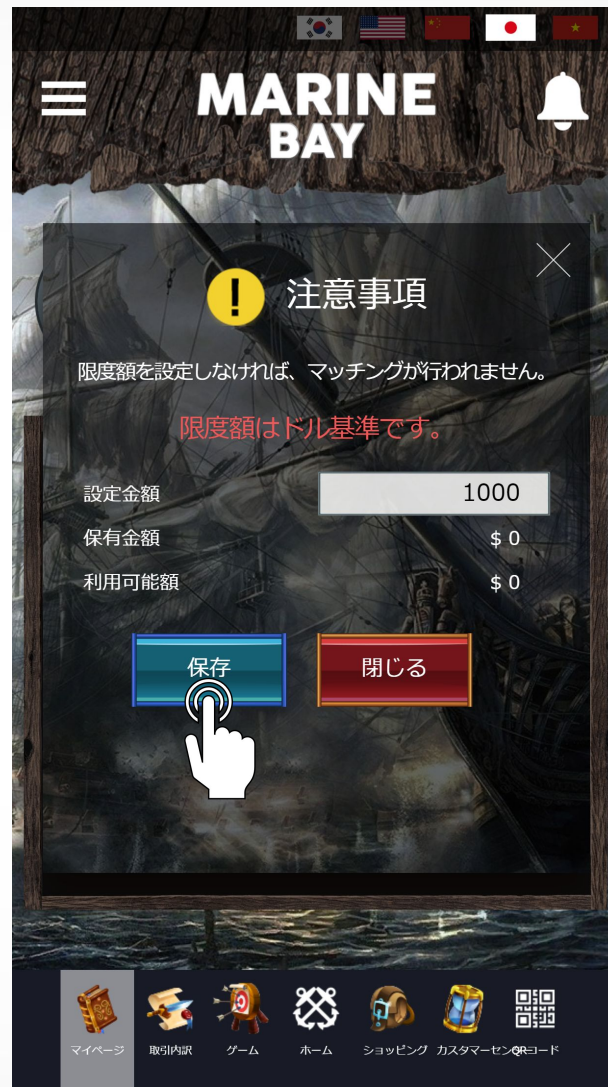 MARINE
BAY
! 注意事項
限度額を設定しなければ、マッチングが行われません。
限度額はドル基準です。
設定金額 1000
保有金額 $ 0
利用可能額 $ 0
保存 閉じる
マイページ 取引内訳 ゲーム ホーム ショッピング カスタマーセン QRコード